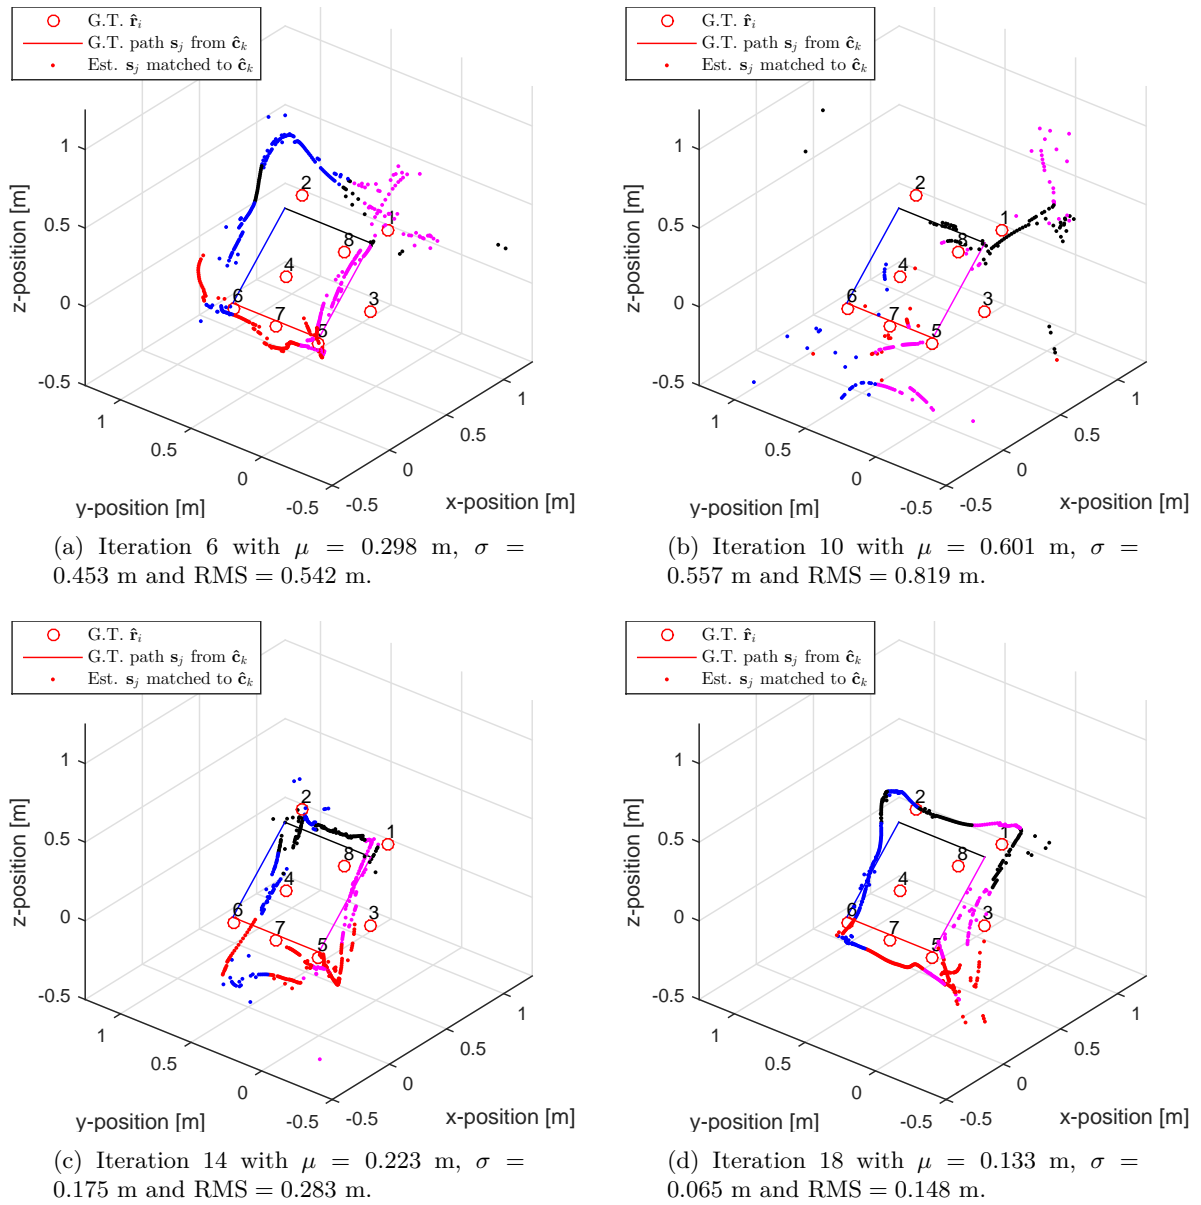 G.T. r̂ᵢ
G.T. path sⱼ from ĉₖ
Est. sⱼ matched to ĉₖ
1
0.5
0
-0.5
z-position [m]
2
1
8
4
3
6
7
5
1
0.5
0
-0.5
y-position [m]
-0.5
0
0.5
1
x-position [m]
(a) Iteration 6 with μ = 0.298 m, σ =
0.453 m and RMS = 0.542 m.
G.T. r̂ᵢ
G.T. path sⱼ from ĉₖ
Est. sⱼ matched to ĉₖ
1
0.5
0
-0.5
z-position [m]
2
1
8
4
3
6
7
5
1
0.5
0
-0.5
y-position [m]
-0.5
0
0.5
1
x-position [m]
(b) Iteration 10 with μ = 0.601 m, σ =
0.557 m and RMS = 0.819 m.
G.T. r̂ᵢ
G.T. path sⱼ from ĉₖ
Est. sⱼ matched to ĉₖ
1
0.5
0
-0.5
z-position [m]
2
1
8
4
3
6
7
5
1
0.5
0
-0.5
y-position [m]
-0.5
0
0.5
1
x-position [m]
(c) Iteration 14 with μ = 0.223 m, σ =
0.175 m and RMS = 0.283 m.
G.T. r̂ᵢ
G.T. path sⱼ from ĉₖ
Est. sⱼ matched to ĉₖ
1
0.5
0
-0.5
z-position [m]
2
1
8
4
3
6
7
5
1
0.5
0
-0.5
y-position [m]
-0.5
0
0.5
1
x-position [m]
(d) Iteration 18 with μ = 0.133 m, σ =
0.065 m and RMS = 0.148 m.